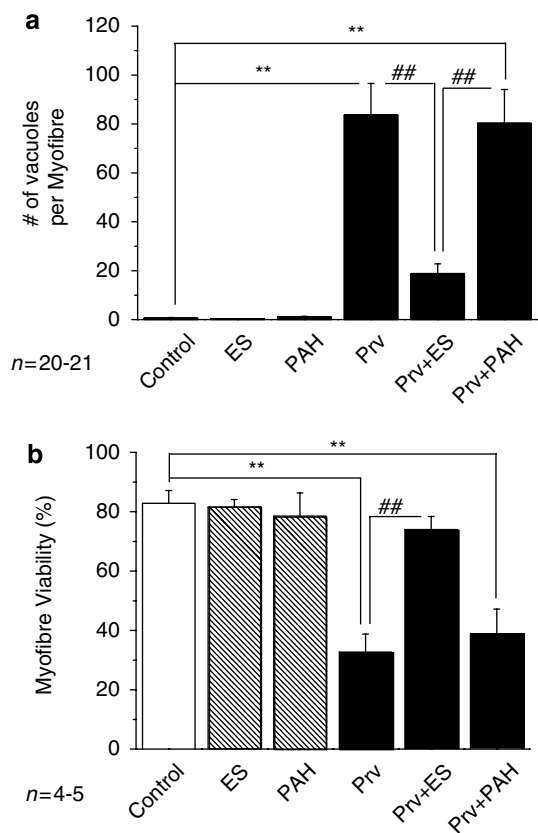 a
**
** ## ##
120
100
80
60
40
20
0
# of vacuoles
per Myofibre
Control ES PAH Prv Prv+ES Prv+PAH
n=20-21
b
**
** ##
100
80
60
40
20
0
Myofibre Viability (%)
Control ES PAH Prv Prv+ES Prv+PAH
n=4-5